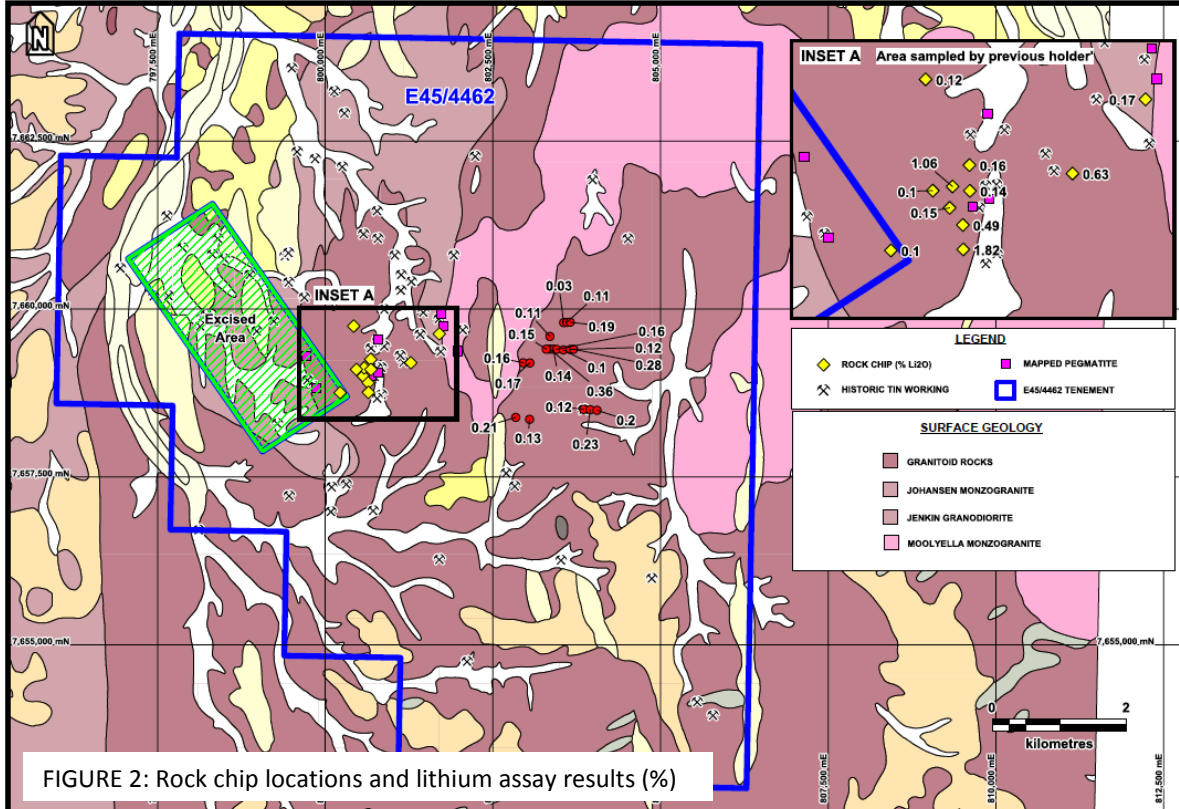 N
797,500 mE
800,000 mE
802,500 mE
805,000 mE
E45/4462
INSET A
Area sampled by previous holder'
0.12
0.17
1.06
0.16
0.63
0.1
0.14
0.15
0.49
0.1
1.82
7,662,500 mN
7,660,000 mN
Excised
Area
INSET A
0.03
0.11
0.11
0.19
0.16
0.15
0.12
0.16
0.1
0.28
0.17
0.14
0.36
0.12
0.2
0.21
0.13
0.23
LEGEND
ROCK CHIP (% Li2O)
MAPPED PEGMATITE
HISTORIC TIN WORKING
E45/4462 TENEMENT
SURFACE GEOLOGY
GRANITOID ROCKS
JOHANSEN MONZOGRANITE
JENKIN GRANODIORITE
MOOLYELLA MONZOGRANITE
7,657,500 mN
7,655,000 mN
7,655,000 mN
0
2
kilometres
807,500 mE
810,000 mE
812,500 mE
FIGURE 2: Rock chip locations and lithium assay results (%)